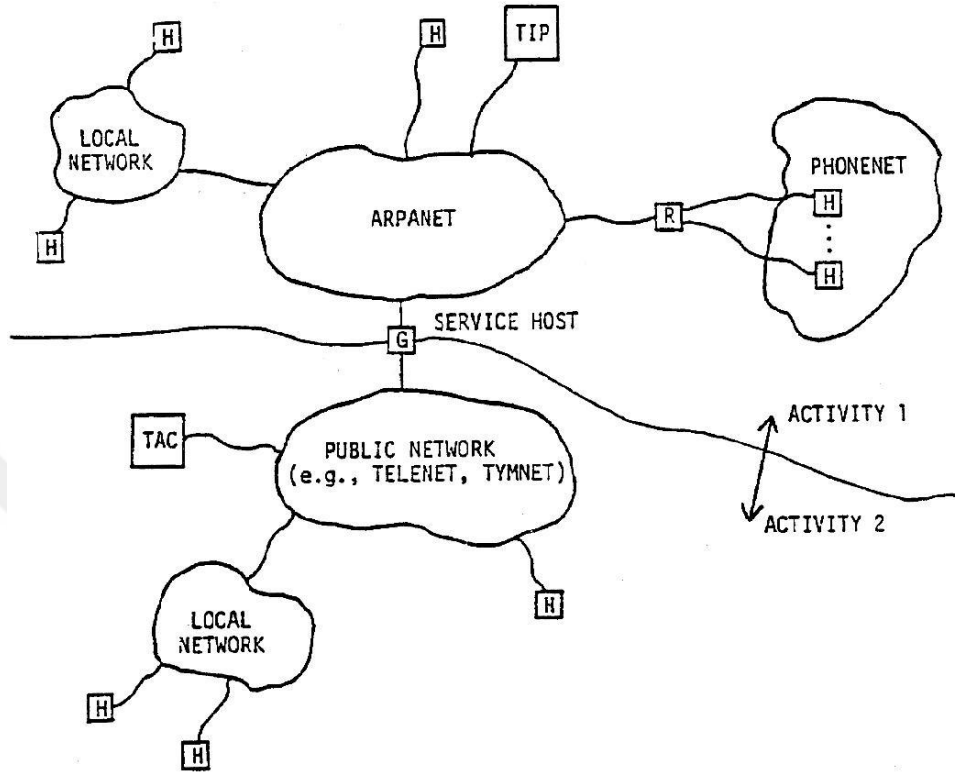 H
H
TIP
LOCAL
NETWORK
PHONENET
H
ARPANET
R
H
H
SERVICE HOST
G
ACTIVITY 1
TAC
PUBLIC NETWORK
(e.g., TELENET, TYMNET)
ACTIVITY 2
H
LOCAL
NETWORK
H
H